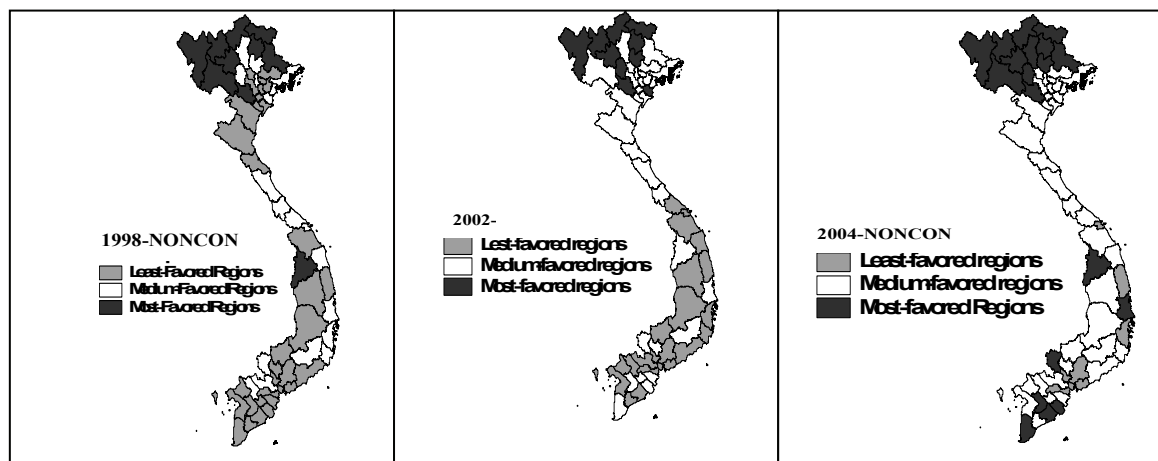 1998-NONCON
Least-Favored Regions
Medium-Favored Regions
Most-Favored Regions
2002-
Lest-favored regions
Medium-favored regions
Most-favored regions
2004-NONCON
Least-favored regions
Medium-favored regions
Most-favored Regions